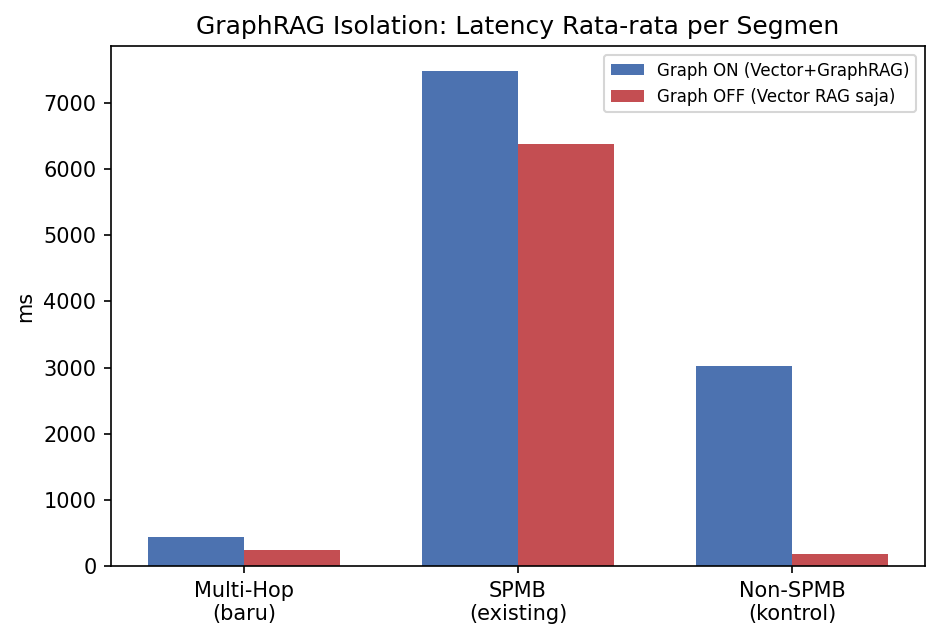 GraphRAG Isolation: Latency Rata-rata per Segmen
Graph ON (Vector+GraphRAG)
Graph OFF (Vector RAG saja)
7000
6000
5000
4000
3000
2000
1000
0
ms
Multi-Hop
(baru)
SPMB
(existing)
Non-SPMB
(kontrol)